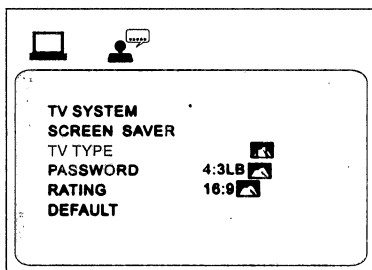 TV SYSTEM
SCREEN SAVER
TV TYPE
PASSWORD 4:3LB
RATING 16:9
DEFAULT